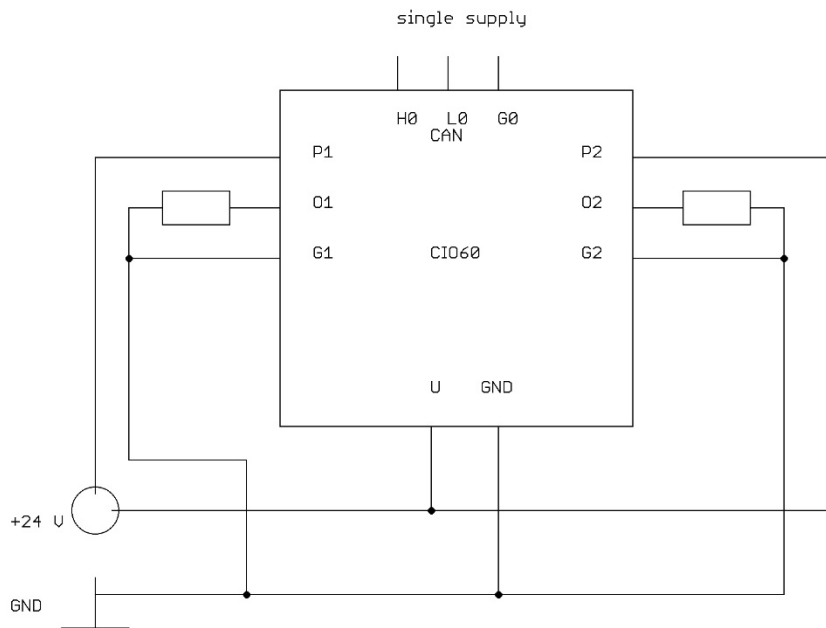 single supply
H0 L0 G0
CAN
P1 P2
O1 O2
G1 CIO60 G2
U GND
+24 V
GND